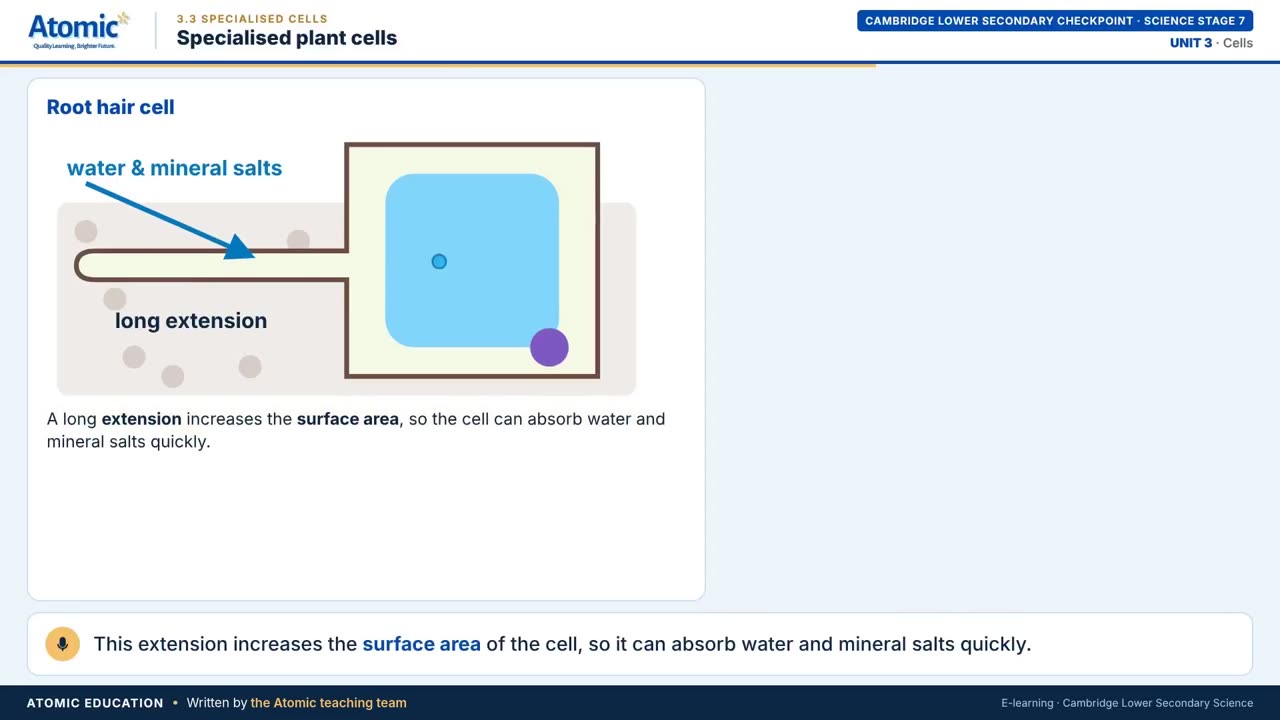 Atomic
Quality Learning, Brighter Future.
3.3 SPECIALISED CELLS
Specialised plant cells
CAMBRIDGE LOWER SECONDARY CHECKPOINT · SCIENCE STAGE 7
UNIT 3 · Cells
Root hair cell
water & mineral salts
long extension
A long extension increases the surface area, so the cell can absorb water and
mineral salts quickly.
This extension increases the surface area of the cell, so it can absorb water and mineral salts quickly.
ATOMIC EDUCATION • Written by the Atomic teaching team
E-learning · Cambridge Lower Secondary Science